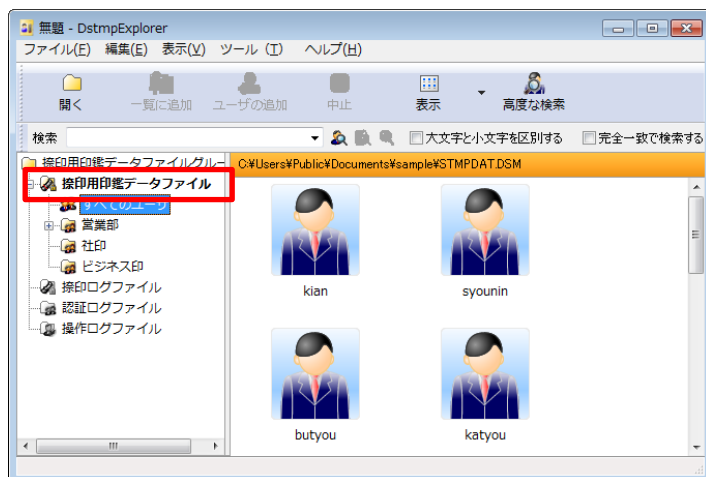 無題 - DstmpExplorer
ファイル(F) 編集(E) 表示(V) ツール (T) ヘルプ(H)
開く 一覧に追加 ユーザの追加 中止 表示 高度な検索
検索 大文字と小文字を区別する 完全一致で検索する
捺印用印鑑データファイルグルー C:¥Users¥Public¥Documents¥sample¥STMPDAT.DSM
捺印用印鑑データファイル
すべてのユーザ
営業部
社印
ビジネス印
捺印ログファイル
認証ログファイル
操作ログファイル
kian syounin
butyou katyou